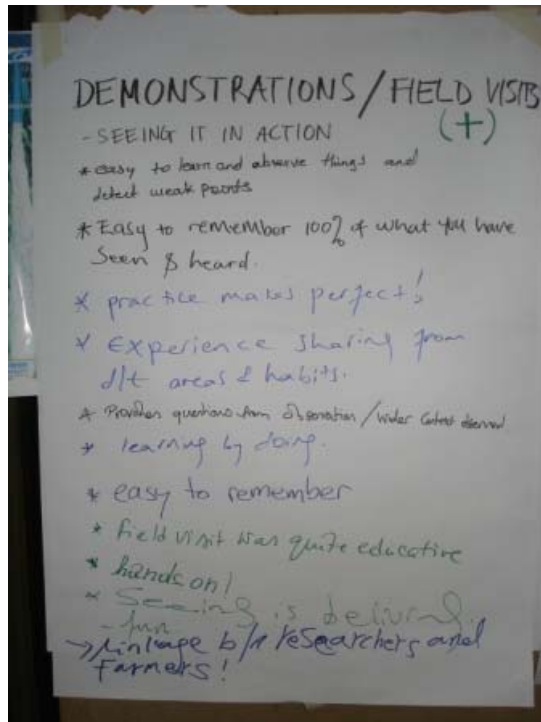 DEMONSTRATIONS / FIELD VISITS
(+)
- SEEING IT IN ACTION
* easy to learn and observe things and
detect weak points
* Easy to remember 100% of what you have
seen & heard.
* practice makes perfect!
* Experience sharing from
d/t areas & habits.
* Provides questions from observation / wider context observed
* learning by doing.
* easy to remember
* field visit was quite educative
* hands on!
* Seeing is
- fun
→ Linkage b/n researchers and
Farmers!